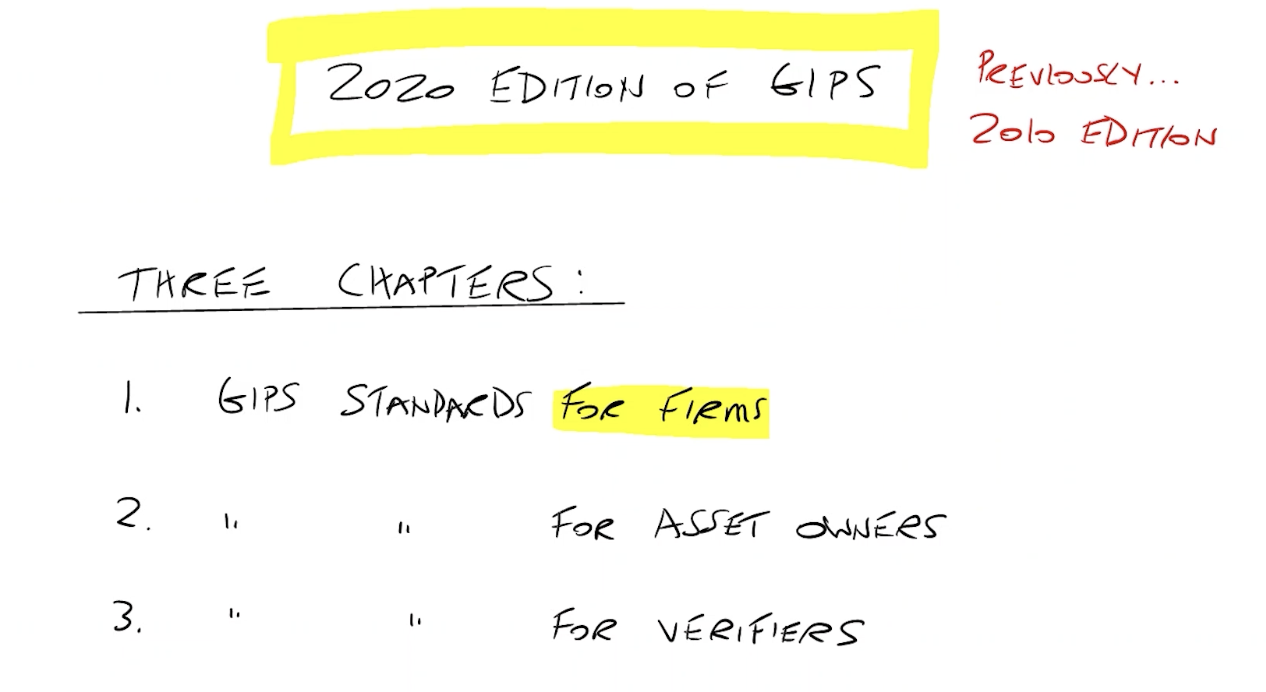 2020 EDITION OF GIPS
PREVIOUSLY...
2010 EDITION
THREE CHAPTERS:
1. GIPS STANDARDS FOR FIRMS
2. " " FOR ASSET OWNERS
3. " " FOR VERIFIERS